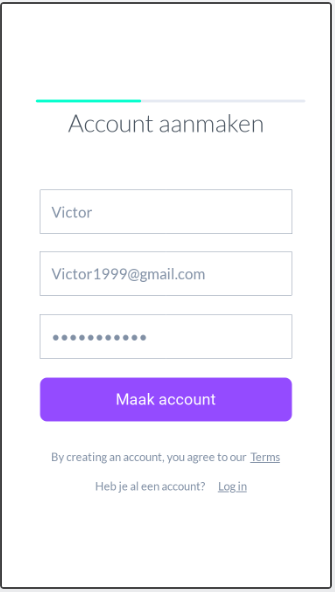 Account aanmaken
Victor
Victor1999@gmail.com
●●●●●●●●●●●
Maak account
By creating an account, you agree to our Terms
Heb je al een account? Log in